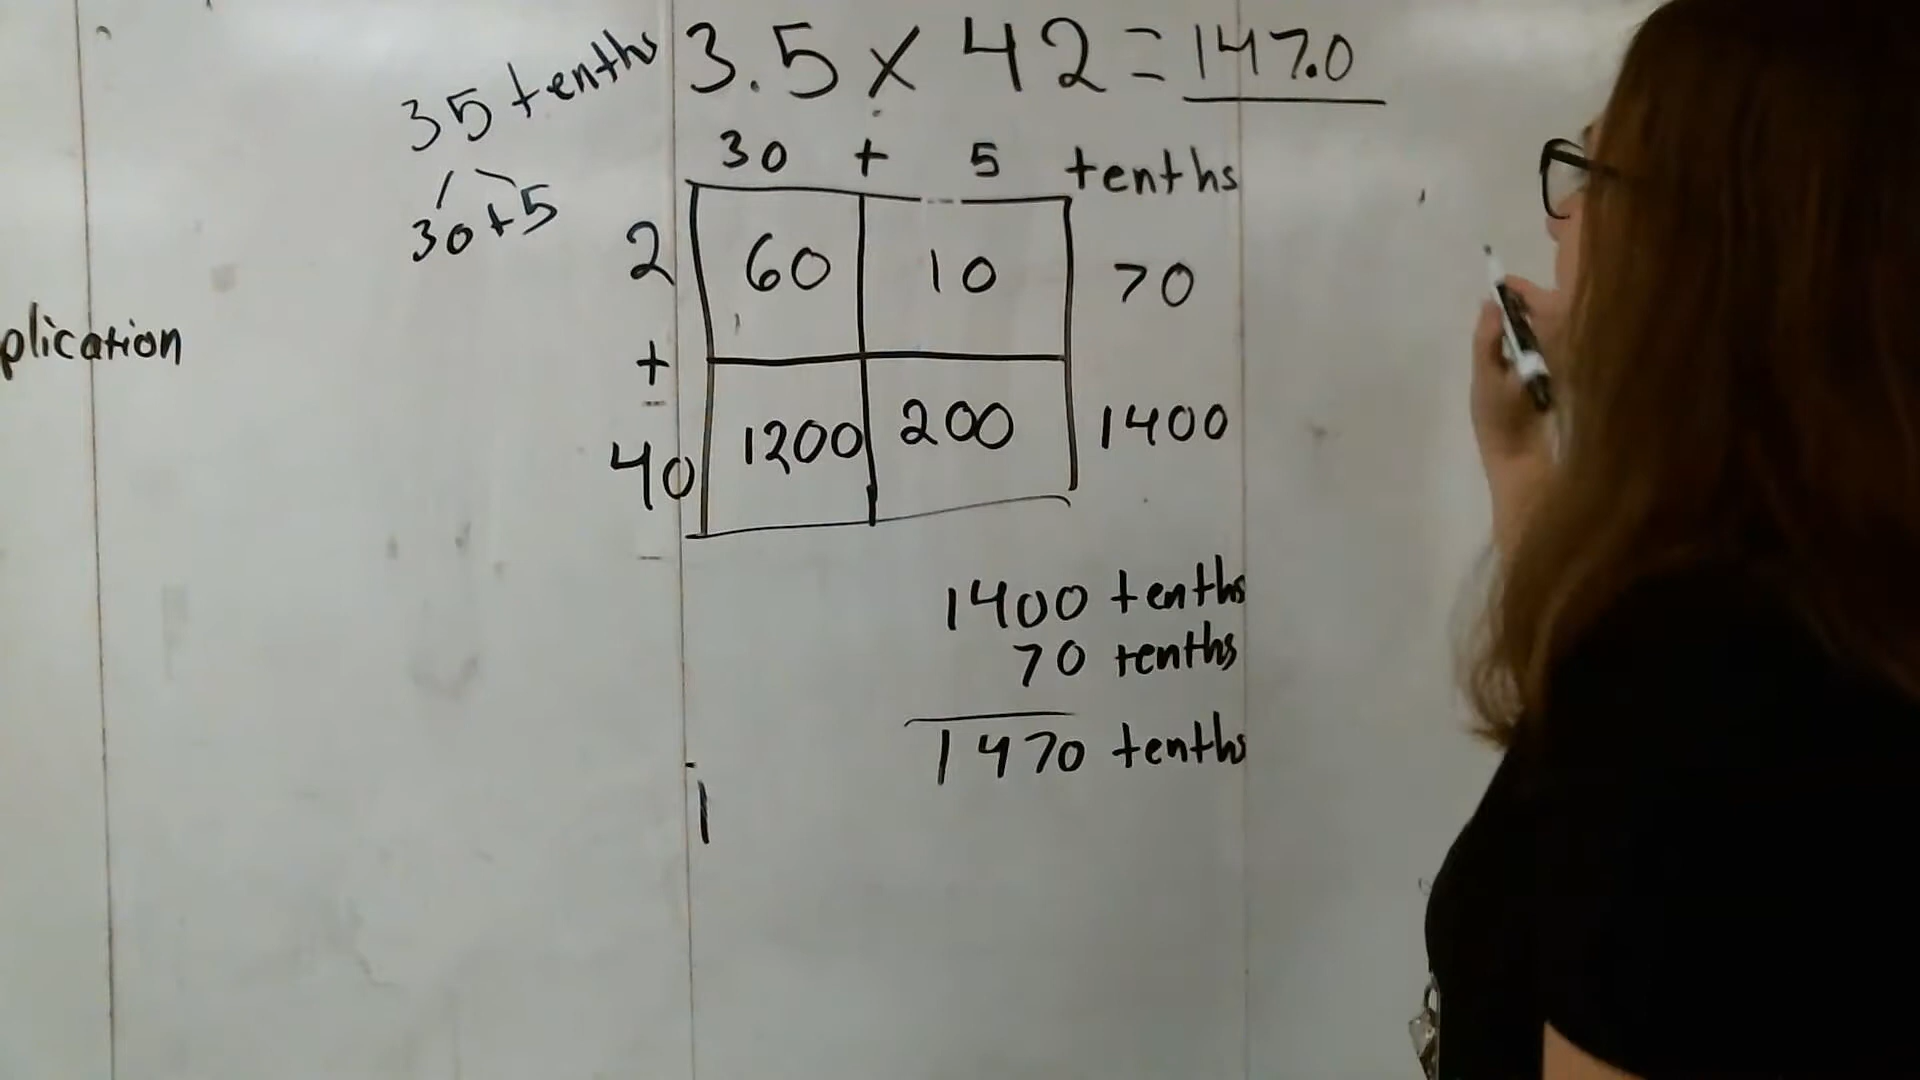 3.5 x 42 = 147.0
35 tenths
30 + 5
30 + 5 tenths
2 60 10 70
+
40 1200 200 1400
plication
1400 tenths
70 tenths
1470 tenths